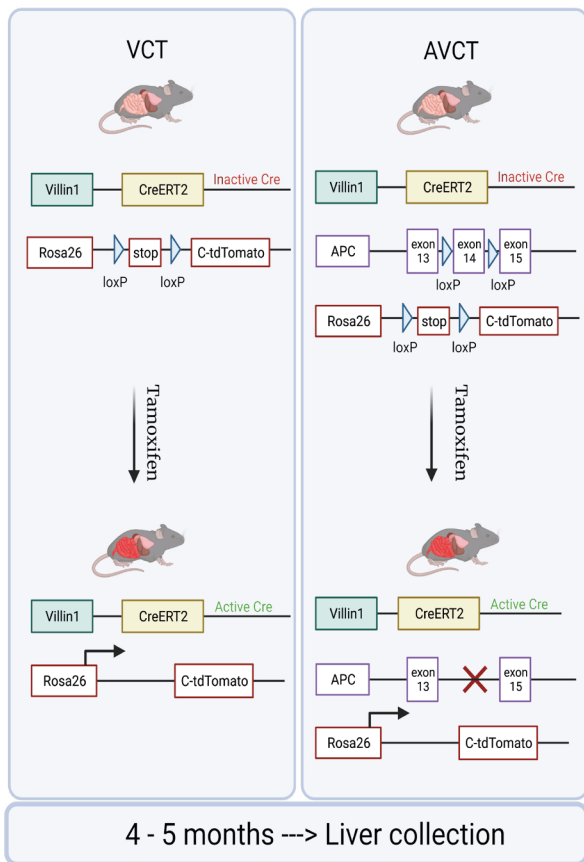 VCT
Villin1 CreERT2 Inactive Cre
Rosa26 stop C-tdTomato
loxP loxP
Tamoxifen
Villin1 CreERT2 Active Cre
Rosa26 C-tdTomato
AVCT
Villin1 CreERT2 Inactive Cre
APC exon 13 exon 14 exon 15
loxP loxP
Rosa26 stop C-tdTomato
loxP loxP
Tamoxifen
Villin1 CreERT2 Active Cre
APC exon 13 exon 15
Rosa26 C-tdTomato
4 - 5 months ---> Liver collection